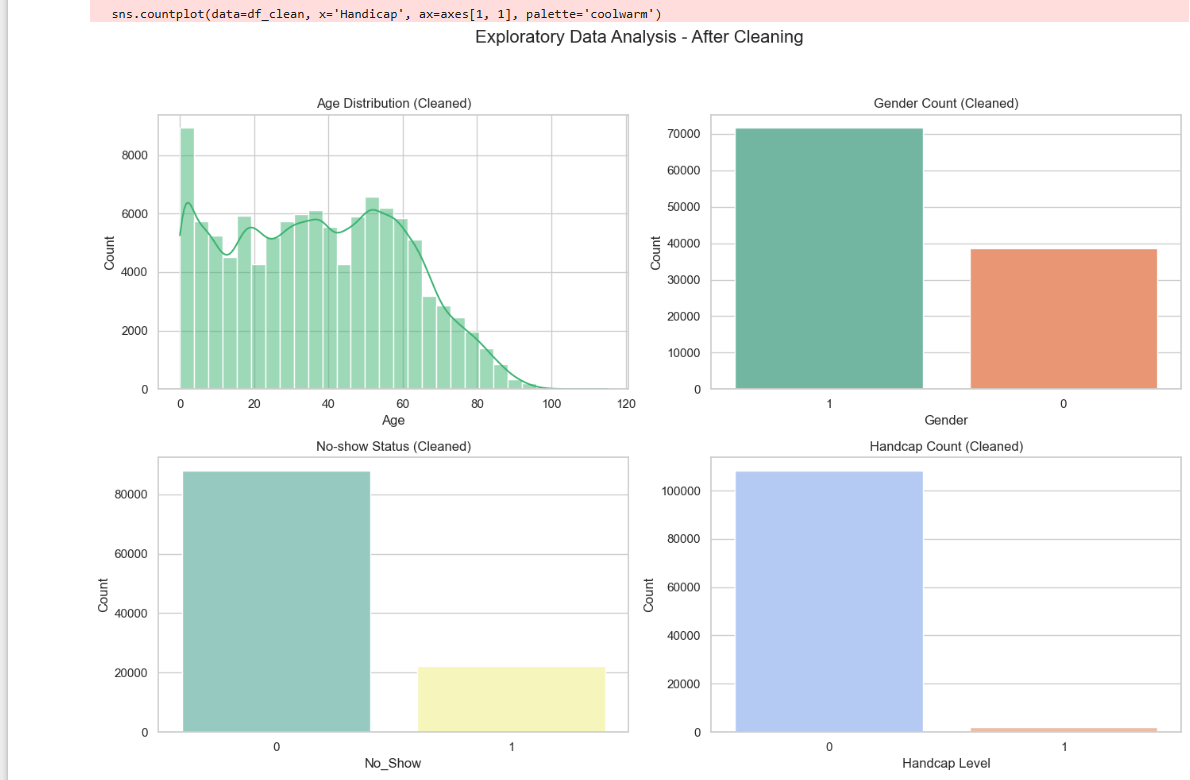 sns.countplot(data=df_clean, x='Handicap', ax=axes[1, 1], palette='coolwarm')
Exploratory Data Analysis - After Cleaning
Age Distribution (Cleaned)
Count
8000
6000
4000
2000
0
0 20 40 60 80 100 120
Age
Gender Count (Cleaned)
Count
70000
60000
50000
40000
30000
20000
10000
0
1 0
Gender
No-show Status (Cleaned)
Count
80000
60000
40000
20000
0
0 1
No_Show
Handcap Count (Cleaned)
Count
100000
80000
60000
40000
20000
0
0 1
Handcap Level